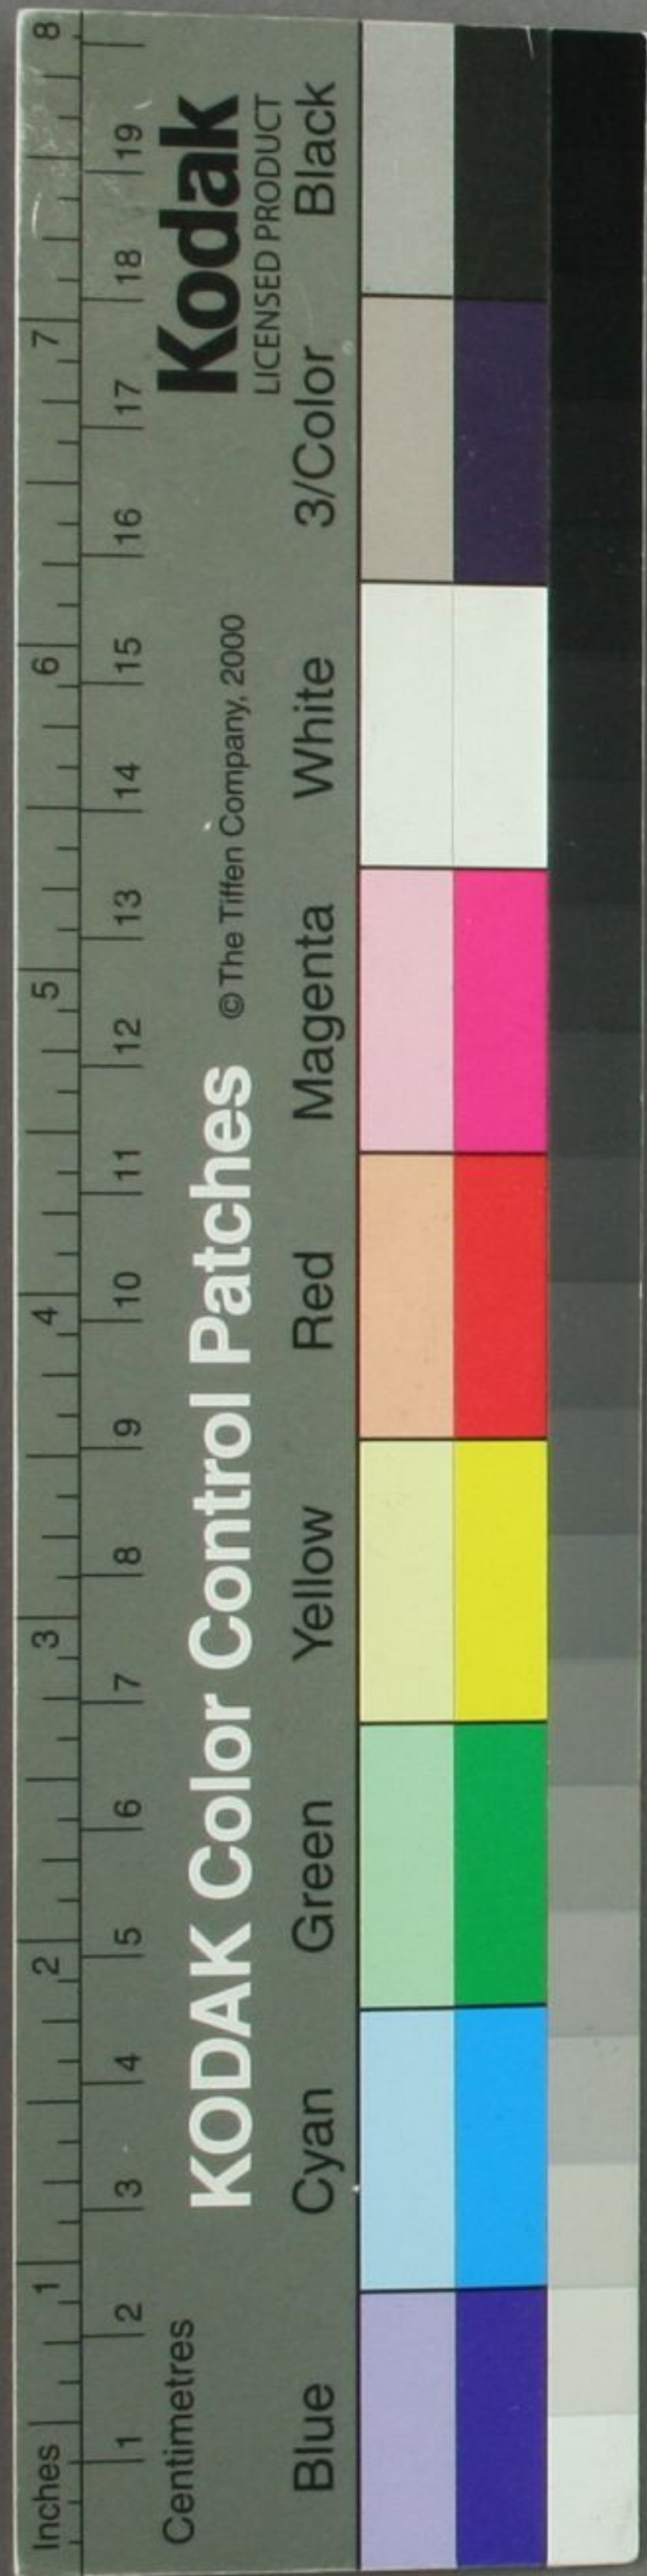 Inches 1 2 3 4 5 6 7 8
1 2 3 4 5 6 7 8 9 10 11 12 13 14 15 16 17 18 19
Centimetres
KODAK Color Control Patches © The Tiffen Company, 2000 Kodak
LICENSED PRODUCT
Blue Cyan Green Yellow Red Magenta White 3/Color Black